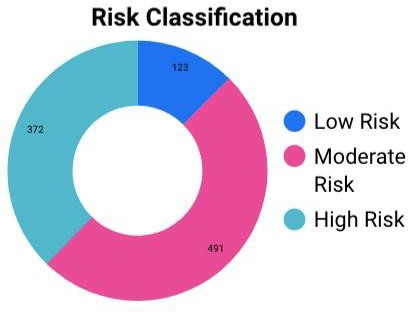 Risk Classification
123
372
491
Low Risk
Moderate
Risk
High Risk